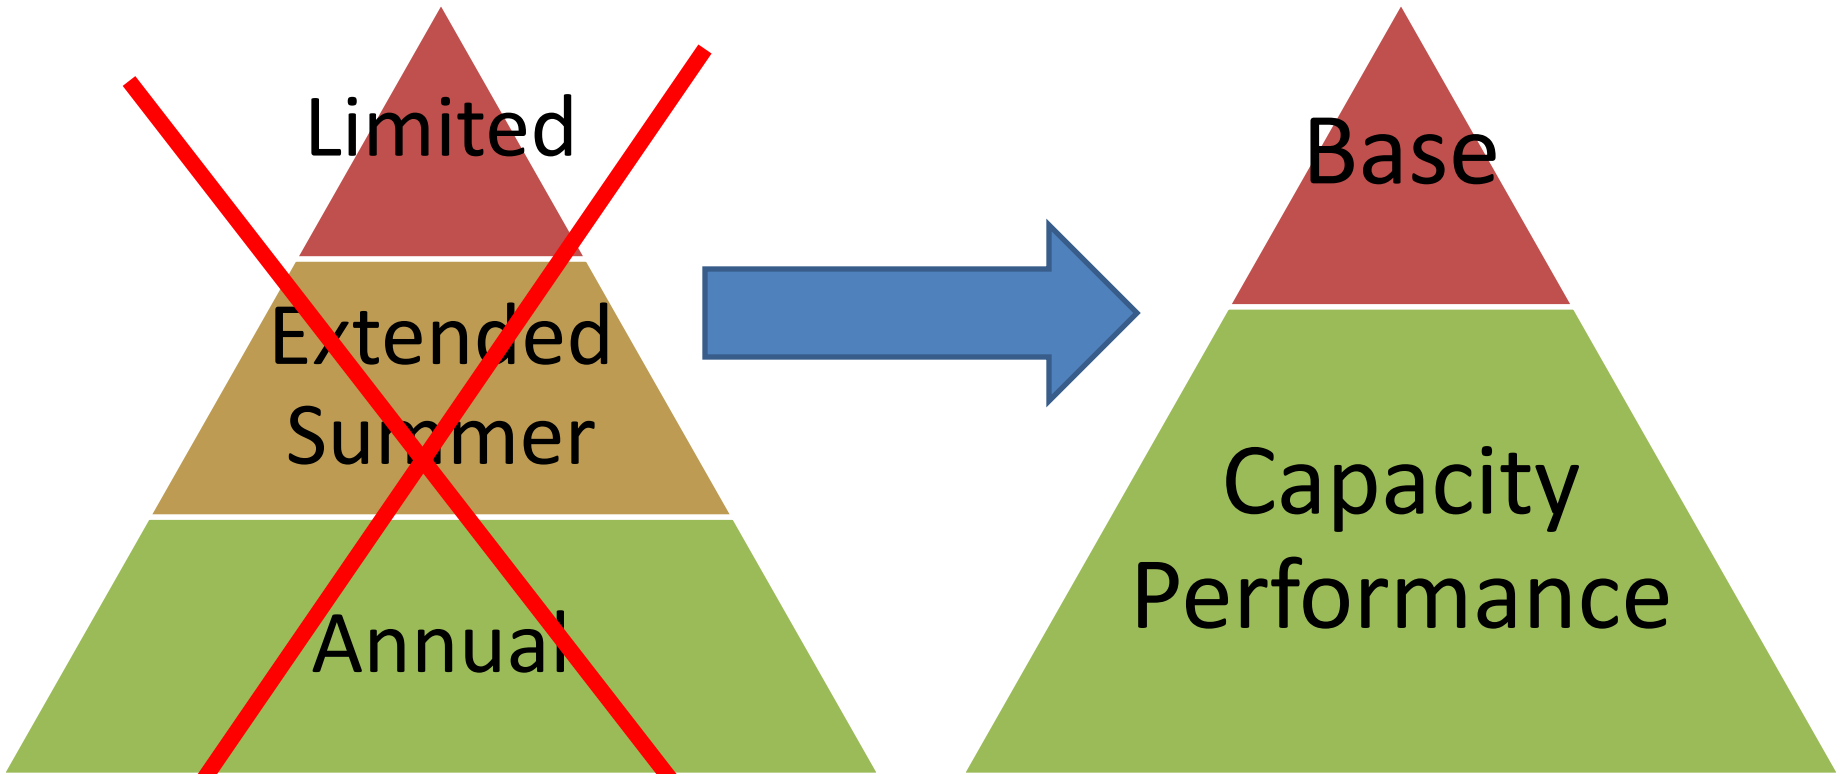 Limited
Extended
Summer
Annual
Base
Capacity
Performance